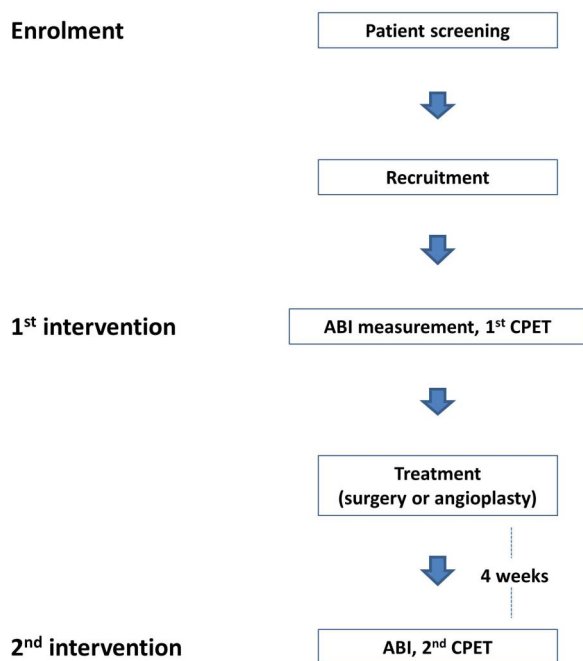 Enrolment
Patient screening
Recruitment
1st intervention
ABI measurement, 1st CPET
Treatment
(surgery or angioplasty)
4 weeks
2nd intervention
ABI, 2nd CPET